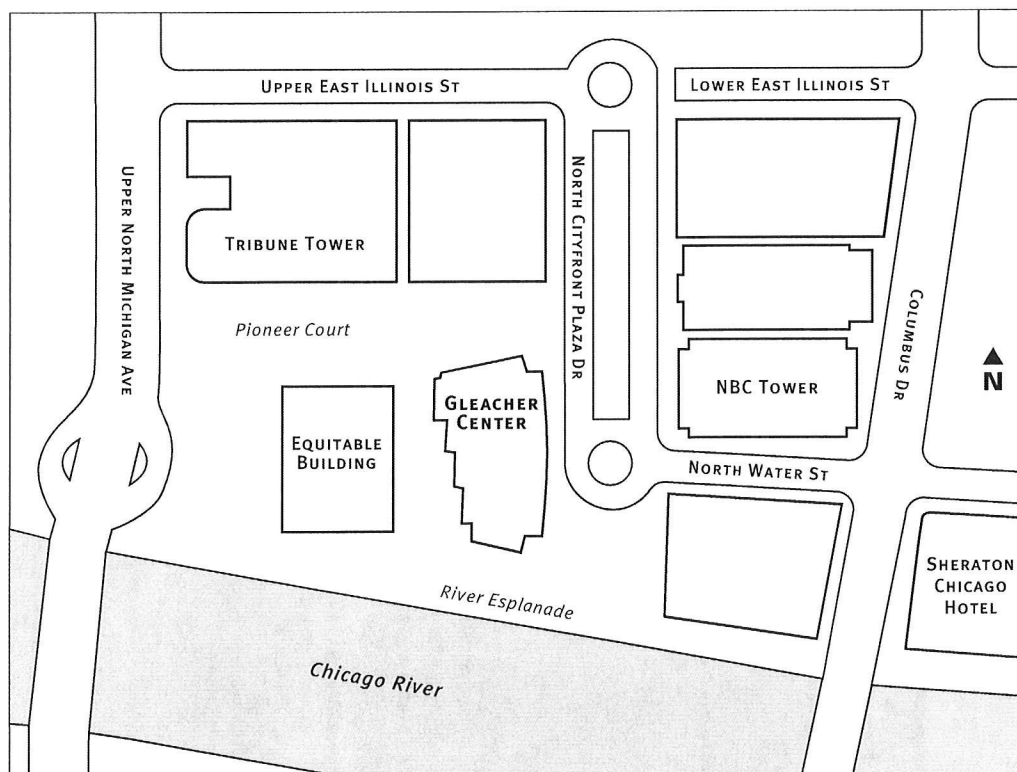 UPPER EAST ILLINOIS ST
LOWER EAST ILLINOIS ST
UPPER NORTH MICHIGAN AVE
TRIBUNE TOWER
NORTH CITYFRONT PLAZA DR
COLUMBUS DR
Pioneer Court
N
GLEACHER
CENTER
NBC TOWER
EQUITABLE
BUILDING
NORTH WATER ST
SHERATON
CHICAGO
HOTEL
River Esplanade
Chicago River